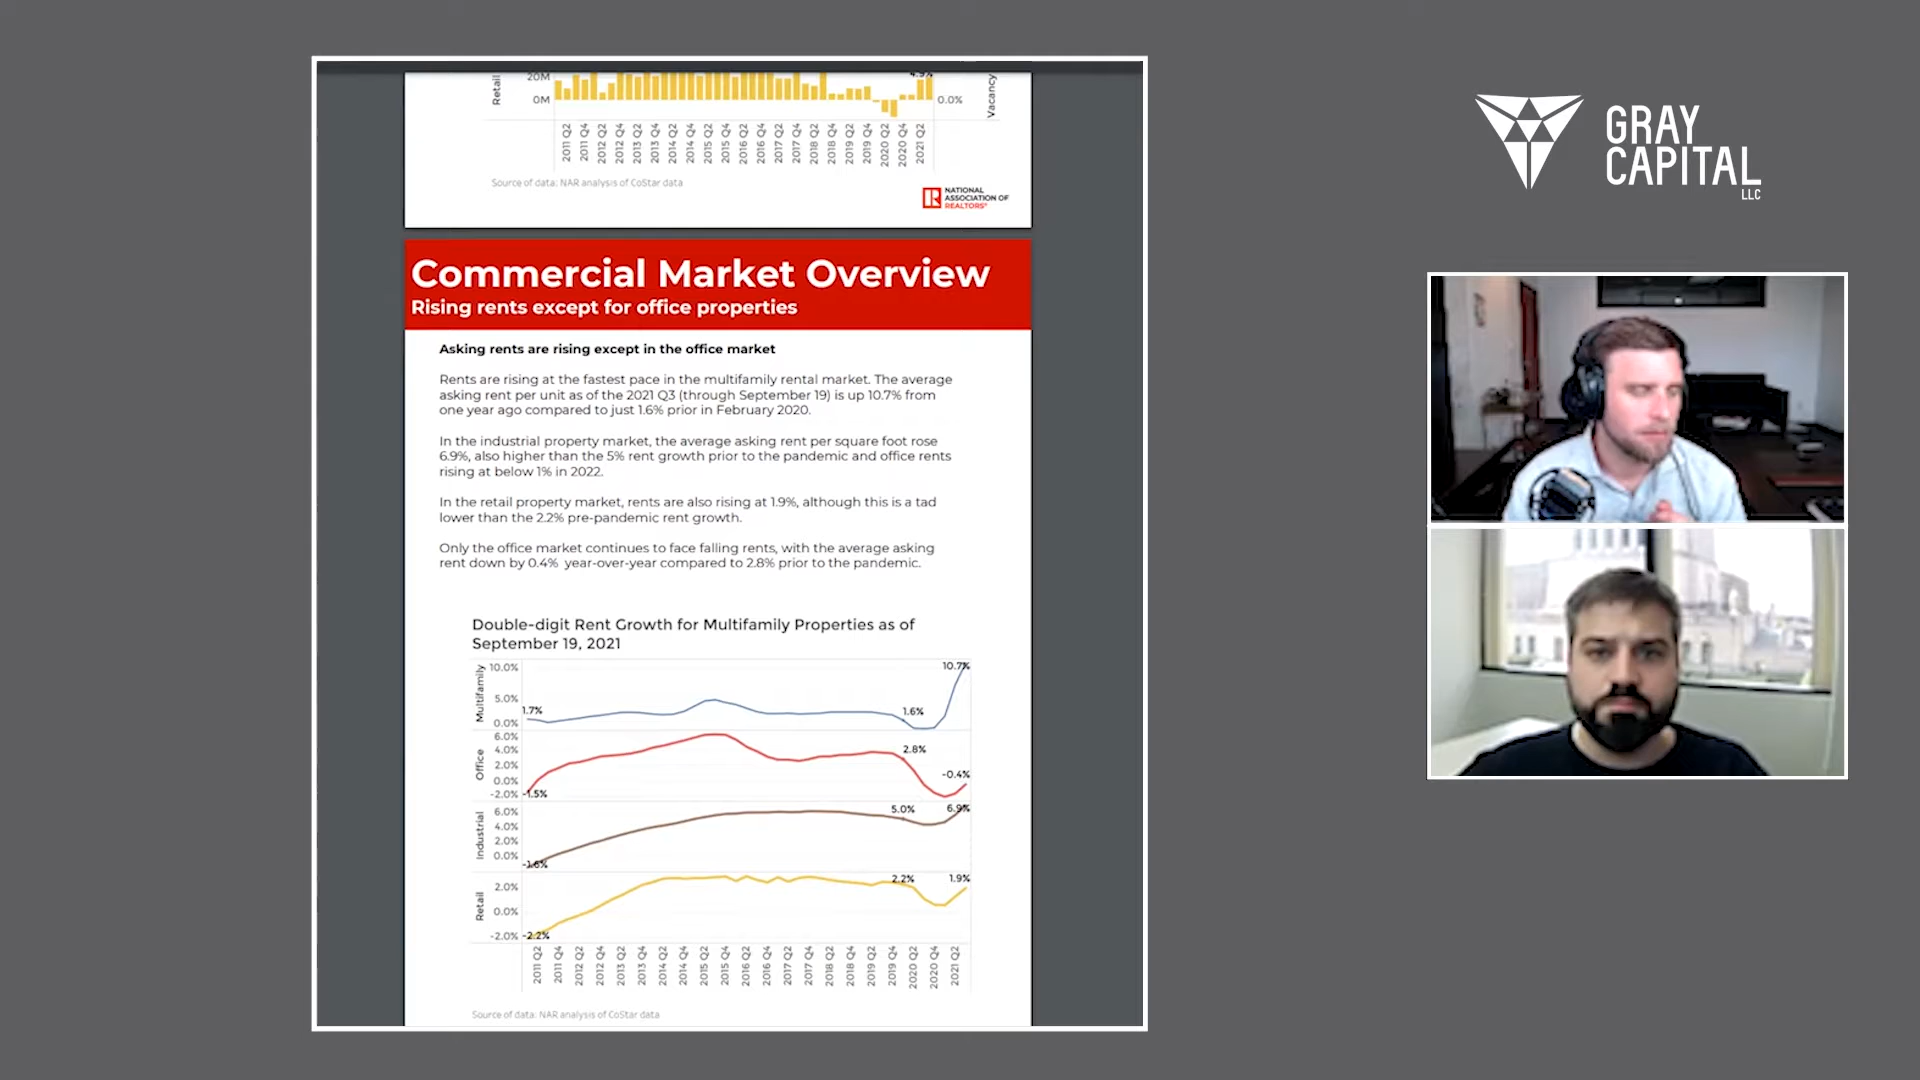 Retail
20M
0M
4.9%
0.0%
Vacancy
2011 Q2
2011 Q4
2012 Q2
2012 Q4
2013 Q2
2013 Q4
2014 Q2
2014 Q4
2015 Q2
2015 Q4
2016 Q2
2016 Q4
2017 Q2
2017 Q4
2018 Q2
2018 Q4
2019 Q2
2019 Q4
2020 Q2
2020 Q4
2021 Q2
Source of data: NAR analysis of CoStar data
NATIONAL
ASSOCIATION OF
REALTORS®
Commercial Market Overview
Rising rents except for office properties
Asking rents are rising except in the office market
Rents are rising at the fastest pace in the multifamily rental market. The average
asking rent per unit as of the 2021 Q3 (through September 19) is up 10.7% from
one year ago compared to just 1.6% prior in February 2020.
In the industrial property market, the average asking rent per square foot rose
6.9%, also higher than the 5% rent growth prior to the pandemic and office rents
rising at below 1% in 2022.
In the retail property market, rents are also rising at 1.9%, although this is a tad
lower than the 2.2% pre-pandemic rent growth.
Only the office market continues to face falling rents, with the average asking
rent down by 0.4% year-over-year compared to 2.8% prior to the pandemic.
Double-digit Rent Growth for Multifamily Properties as of
September 19, 2021
Multifamily
10.0%
5.0%
0.0%
1.7%
1.6%
10.7%
Office
6.0%
4.0%
2.0%
0.0%
-2.0%
-1.5%
2.8%
-0.4%
Industrial
6.0%
4.0%
2.0%
0.0%
-1.6%
5.0%
6.9%
Retail
2.0%
0.0%
-2.0%
-2.2%
2.2%
1.9%
2011 Q2
2011 Q4
2012 Q2
2012 Q4
2013 Q2
2013 Q4
2014 Q2
2014 Q4
2015 Q2
2015 Q4
2016 Q2
2016 Q4
2017 Q2
2017 Q4
2018 Q2
2018 Q4
2019 Q2
2019 Q4
2020 Q2
2020 Q4
2021 Q2
Source of data: NAR analysis of CoStar data
GRAY
CAPITAL
LLC